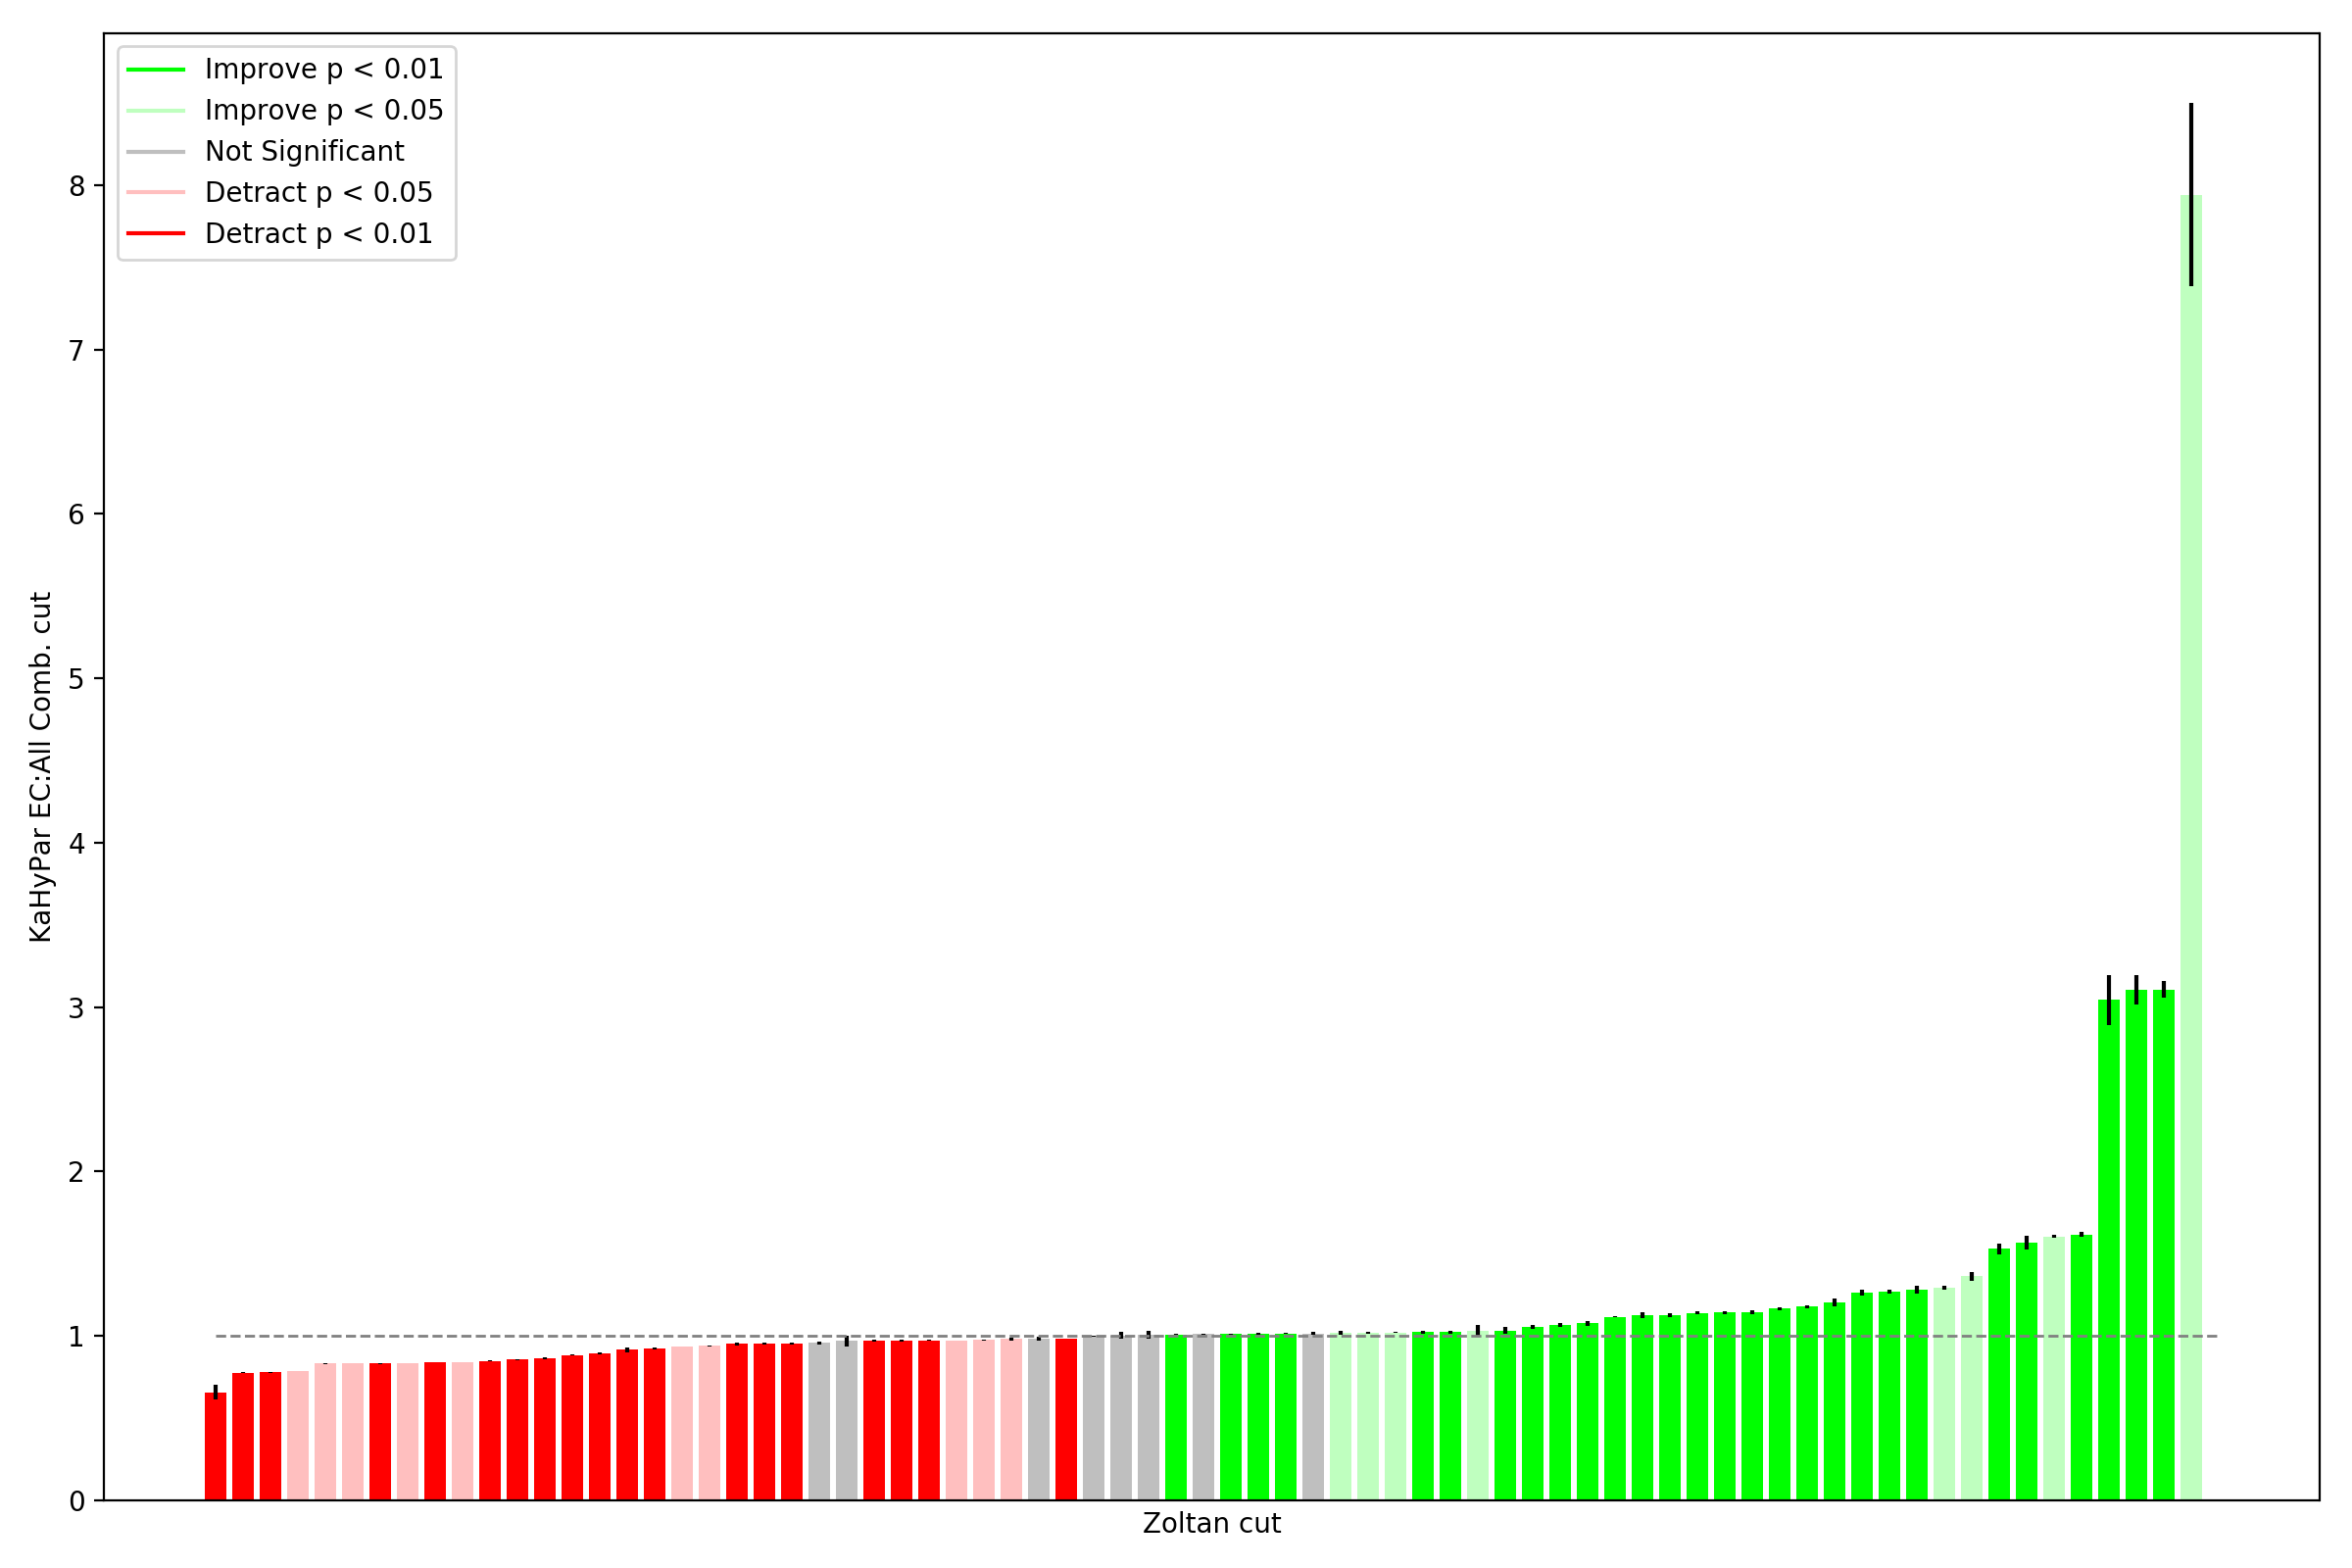 Improve p < 0.01
Improve p < 0.05
Not Significant
Detract p < 0.05
Detract p < 0.01
8
7
6
5
4
3
2
1
0
KaHyPar EC:All Comb. cut
Zoltan cut